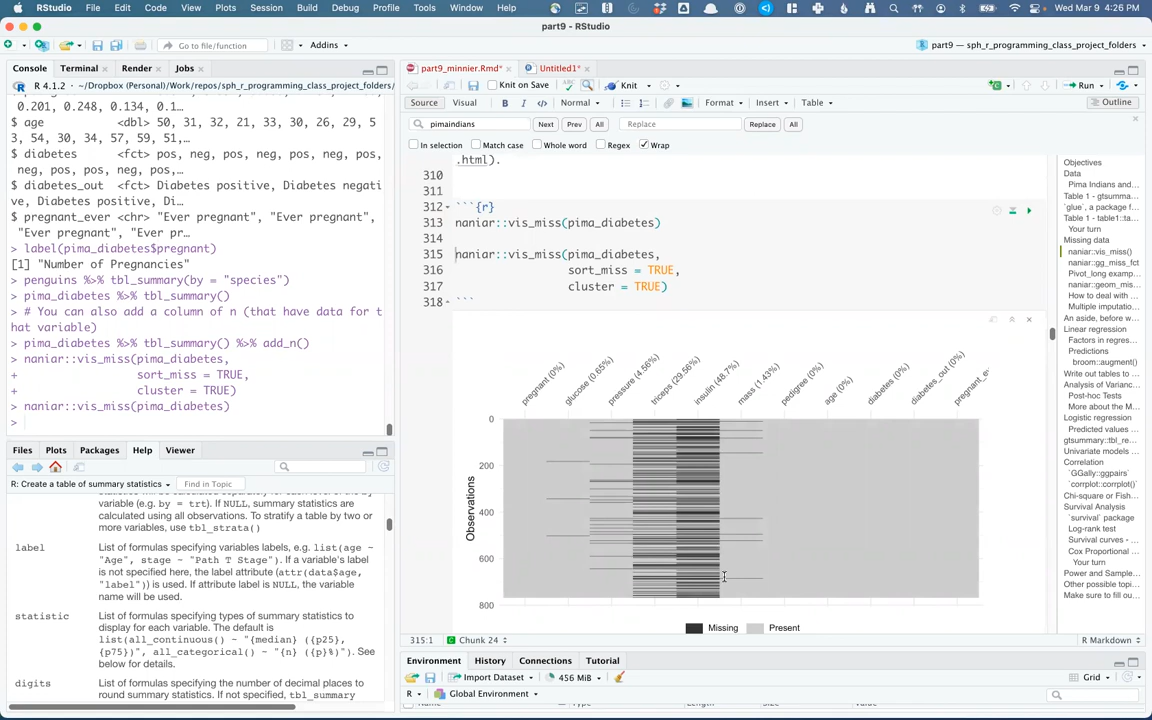 RStudio File Edit Code View Plots Session Build Debug Profile Tools Window Help Wed Mar 9 4:26 PM
part9 - RStudio
Go to file/function Addins part9 — sph_r_programming_class_project_folders
Console Terminal Render Jobs
R 4.1.2 · ~/Dropbox (Personal)/Work/repos/sph_r_programming_class_project_folders/
0.201, 0.248, 0.134, 0.1…
$ age <dbl> 50, 31, 32, 21, 33, 30, 26, 29, 5
3, 54, 30, 34, 57, 59, 51,…
$ diabetes <fct> pos, neg, pos, neg, pos, neg,
neg, pos, pos, neg, pos,…
$ diabetes_out <fct> Diabetes positive, Diabetes negati
ve, Diabetes positive, Di…
$ pregnant_ever <chr> "Ever pregnant", "Ever pregnant",
"Ever pregnant", "Ever pr…
> label(pima_diabetes$pregnant)
[1] "Number of Pregnancies"
> penguins %>% tbl_summary(by = "species")
> pima_diabetes %>% tbl_summary()
> # You can also add a column of n (that have data for t
hat variable)
> pima_diabetes %>% tbl_summary() %>% add_n()
> naniar::vis_miss(pima_diabetes,
+ sort_miss = TRUE,
+ cluster = TRUE)
> naniar::vis_miss(pima_diabetes)
>
Files Plots Packages Help Viewer
R: Create a table of summary statistics Find in Topic
calculated using all observations. To stratify a table by two or
more variables, use tbl_strata()
label List of formulas specifying variables labels, e.g. list(age ~
"Age", stage ~ "Path T Stage"). If a variable's label
is not specified here, the label attribute (attr(data$age,
"label")) is used. If attribute label is NULL, the variable
name will be used.
statistic List of formulas specifying types of summary statistics to
display for each variable. The default is
list(all_continuous() ~ "{median} ({p25},
{p75})", all_categorical() ~ "{n} ({p}%)"). See
below for details.
digits List of formulas specifying the number of decimal places to
round summary statistics. If not specified, tbl_summary
part9_minnier.Rmd* Untitled1*
Knit on Save Knit Run
Source Visual B I Normal Format Insert Table Outline
pimaindians Next Prev All Replace Replace All
In selection Match case Whole word Regex Wrap
.html).
310
311
312 ```{r}
313 naniar::vis_miss(pima_diabetes)
314
315 naniar::vis_miss(pima_diabetes,
316 sort_miss = TRUE,
317 cluster = TRUE)
318 ```
pregnant (0%) glucose (0.65%) pressure (4.56%) triceps (29.56%) insulin (48.7%) mass (1.43%) pedigree (0%) age (0%) diabetes (0%) diabetes_out (0%)
0
200
400
600
800
Observations
Missing Present
315:1 Chunk 24 R Markdown
Objectives
Data
Pima Indians and…
Table 1 - gtsumma…
`glue`, a package f…
Table 1 - table1::ta…
Your turn
Missing data
naniar::vis_miss()
naniar::gg_miss_fct
Pivot_long examp…
naniar::geom_mis…
How to deal with …
Multiple imputatio…
An aside, before w…
Linear regression
Factors in regres…
Predictions
broom::augment()
Write out tables to …
Analysis of Varianc…
Post-hoc Tests
More about the M…
Logistic regression
Predicted values …
gtsummary::tbl_re…
Univariate models …
Correlation
`GGally::ggpairs`
`corrplot::corrplot()`
Chi-square or Fish…
Survival Analysis
`survival` package
Log-rank test
Survival curves - …
Cox Proportional …
Your turn
Power and Sample…
Other possible topi…
Make sure to fill ou…
Environment History Connections Tutorial
Import Dataset 456 MiB Grid
R Global Environment